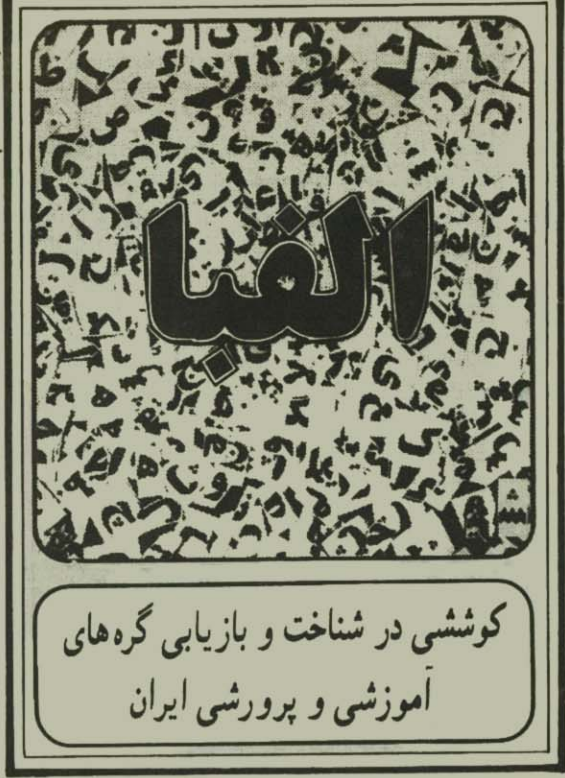 الفبا
کوششی در شناخت و بازیابی گره‌های
آموزشی و پرورشی ایران